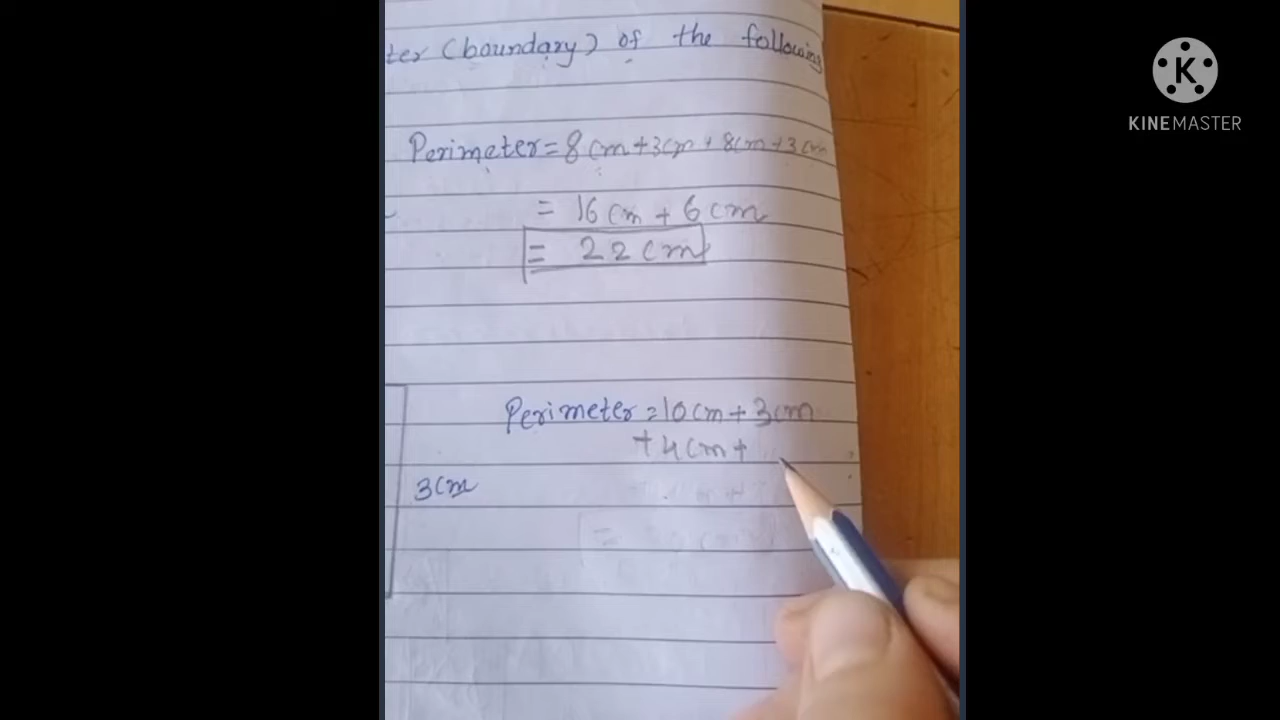 ter (boundary) of the following
Perimeter = 8 cm + 3 cm + 8 cm + 3 cm
= 16 cm + 6 cm
= 22 cm
Perimeter = 10 cm + 3 cm
+ 4 cm +
3 cm
K
KINEMASTER